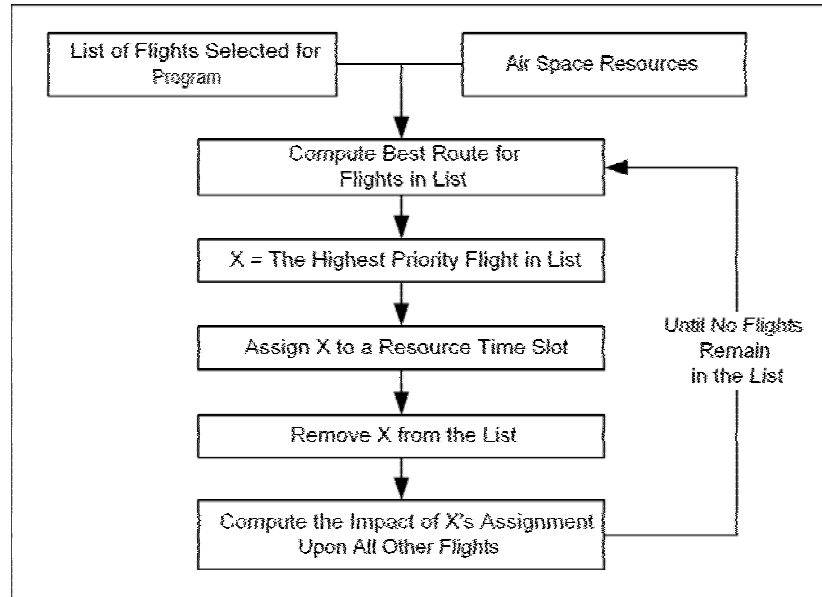 List of Flights Selected for
Program
Air Space Resources
Compute Best Route for
Flights in List
X = The Highest Priority Flight in List
Assign X to a Resource Time Slot
Remove X from the List
Compute the Impact of X's Assignment
Upon All Other Flights
Until No Flights
Remain
in the List